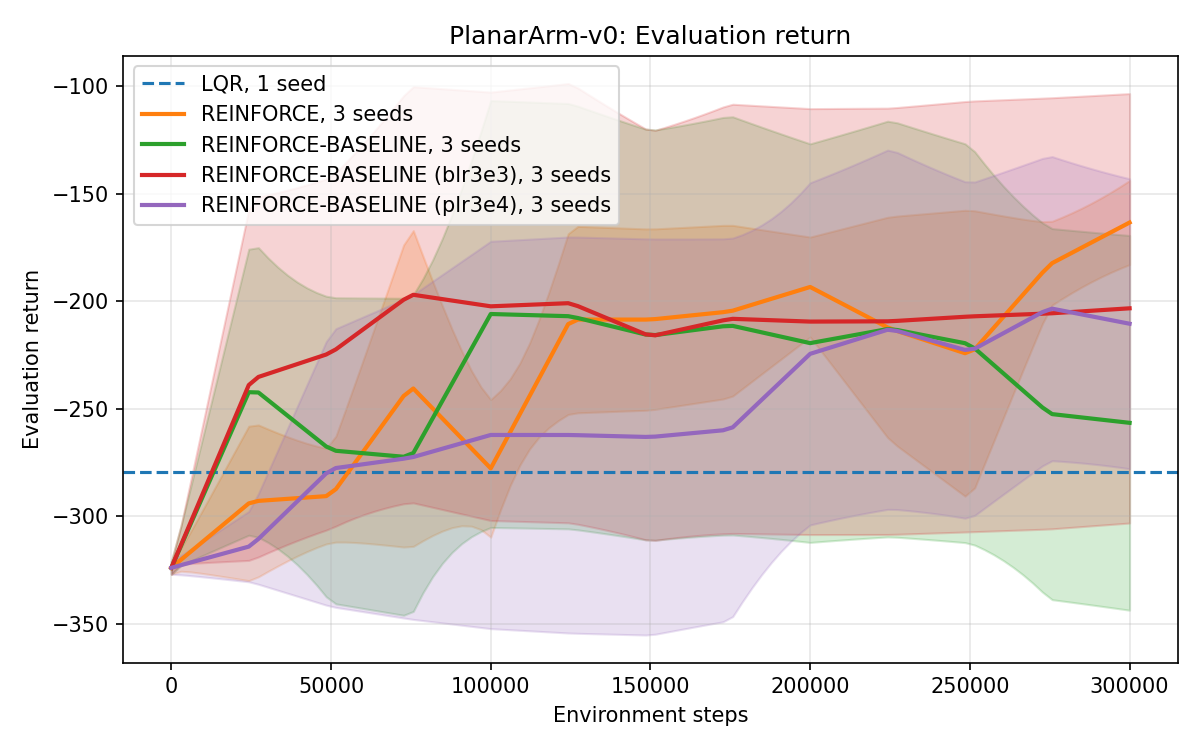 PlanarArm-v0: Evaluation return
−100
−150
−200
−250
−300
−350
Evaluation return
LQR, 1 seed
REINFORCE, 3 seeds
REINFORCE-BASELINE, 3 seeds
REINFORCE-BASELINE (blr3e3), 3 seeds
REINFORCE-BASELINE (plr3e4), 3 seeds
0
50000
100000
150000
200000
250000
300000
Environment steps